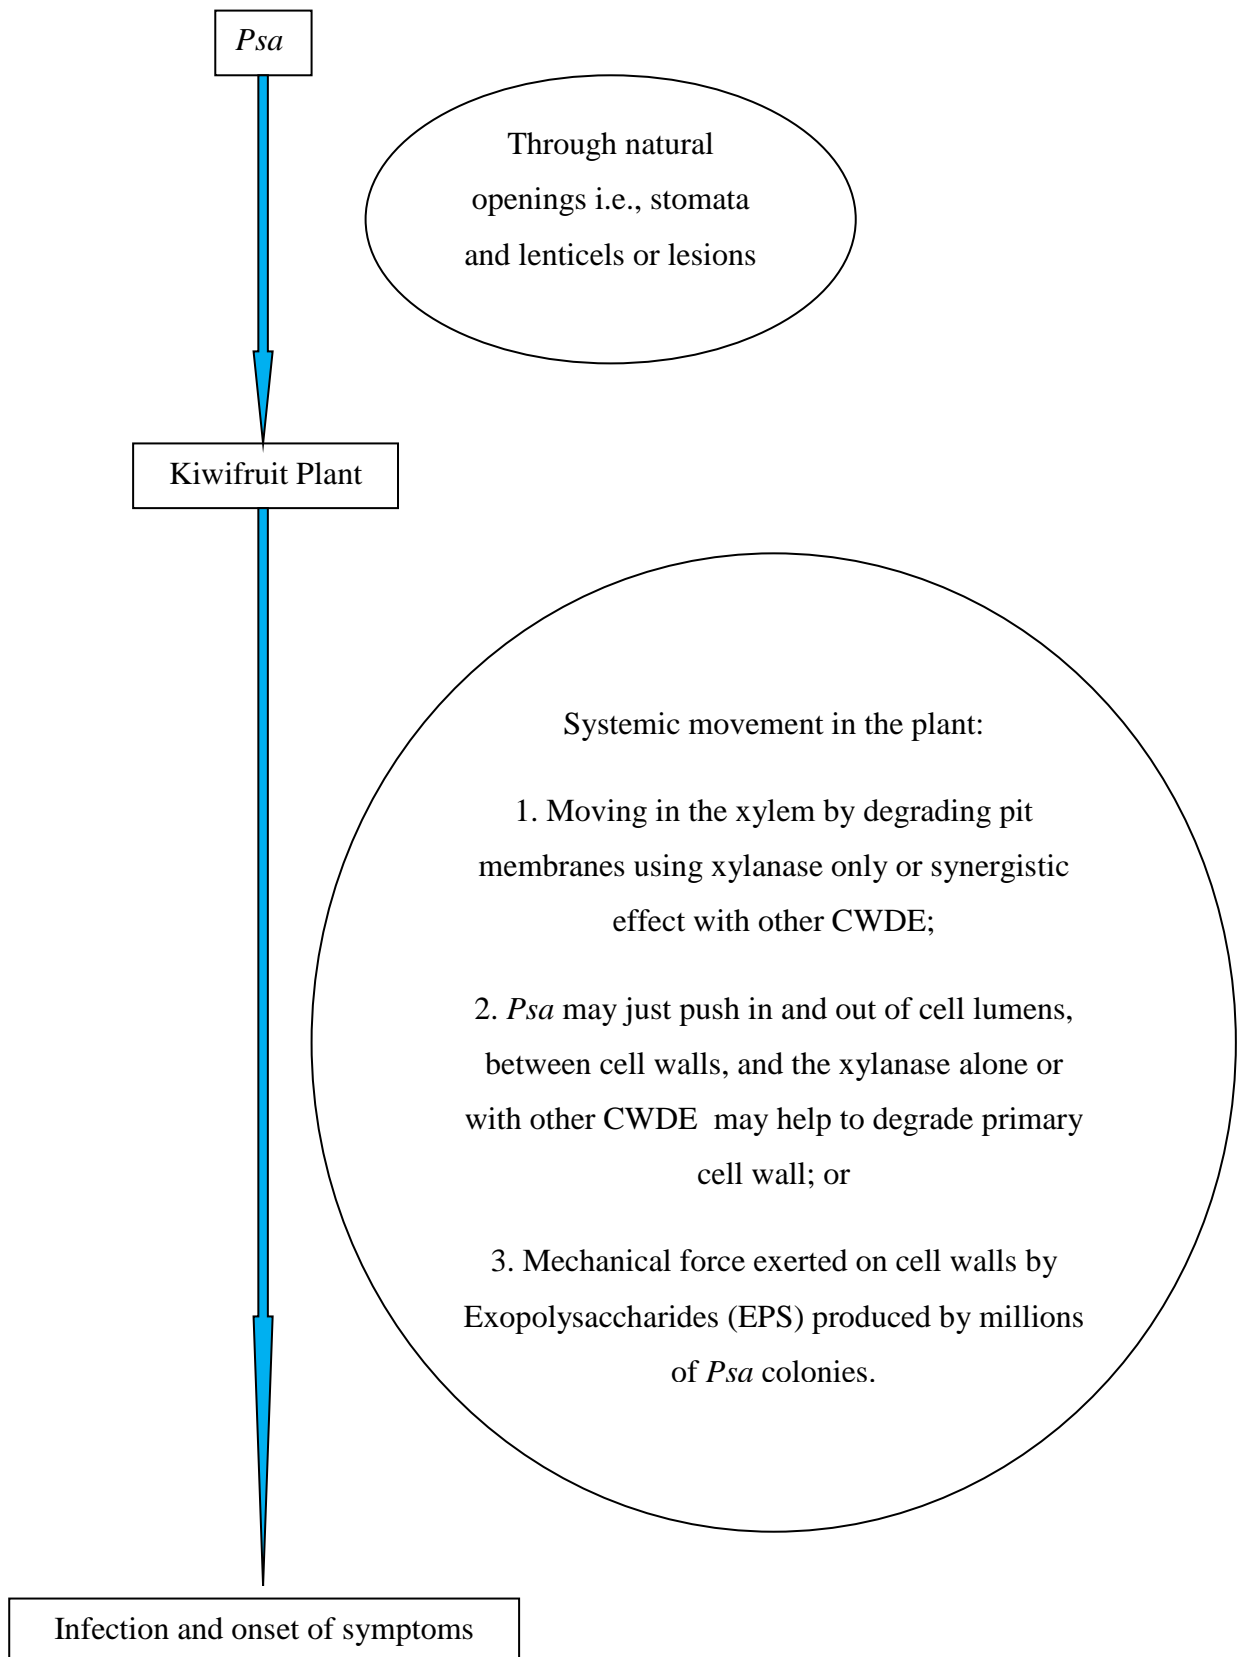 Psa
Through natural
openings i.e., stomata
and lenticels or lesions
Kiwifruit Plant
Systemic movement in the plant:
1. Moving in the xylem by degrading pit
membranes using xylanase only or synergistic
effect with other CWDE;
2. Psa may just push in and out of cell lumens,
between cell walls, and the xylanase alone or
with other CWDE  may help to degrade primary
cell wall; or
3. Mechanical force exerted on cell walls by
Exopolysaccharides (EPS) produced by millions
of Psa colonies.
Infection and onset of symptoms